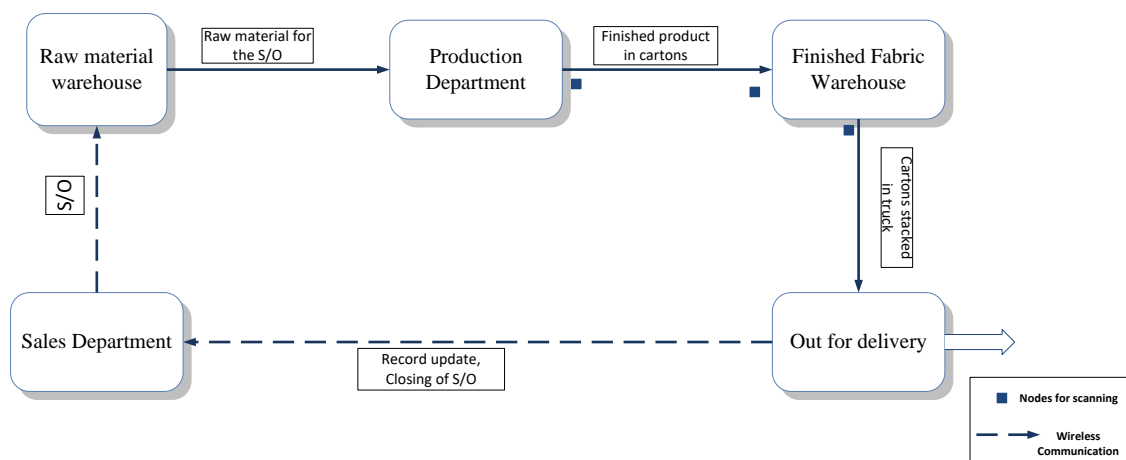 Raw material
warehouse
Raw material for
the S/O
Production
Department
Finished product
in cartons
Finished Fabric
Warehouse
S/O
Cartons stacked
in truck
Sales Department
Record update,
Closing of S/O
Out for delivery
Nodes for scanning
Wireless
Communication